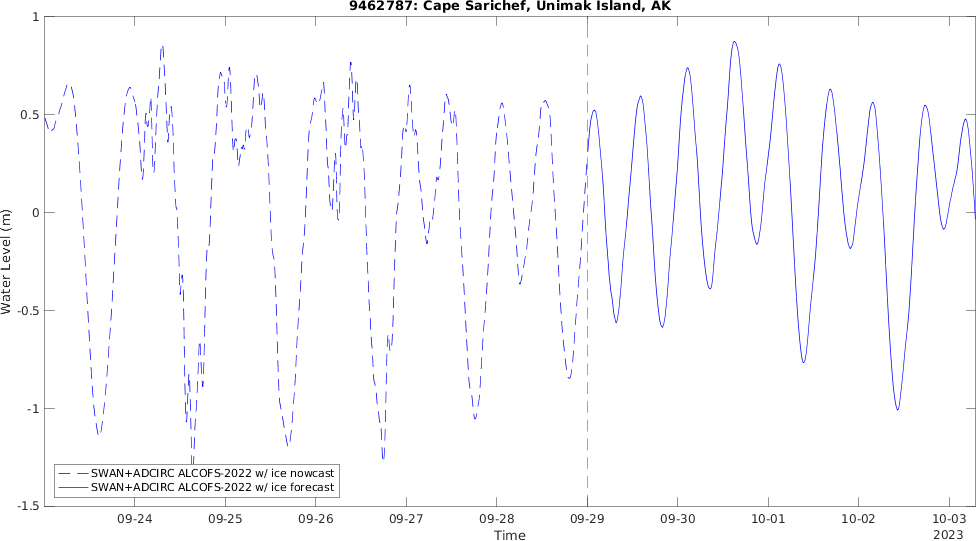 9462787: Cape Sarichef, Unimak Island, AK
Water Level (m)
1
0.5
0
-0.5
-1
-1.5
SWAN+ADCIRC ALCOFS-2022 w/ ice nowcast
SWAN+ADCIRC ALCOFS-2022 w/ ice forecast
09-24 09-25 09-26 09-27 09-28 09-29 09-30 10-01 10-02 10-03
2023
Time